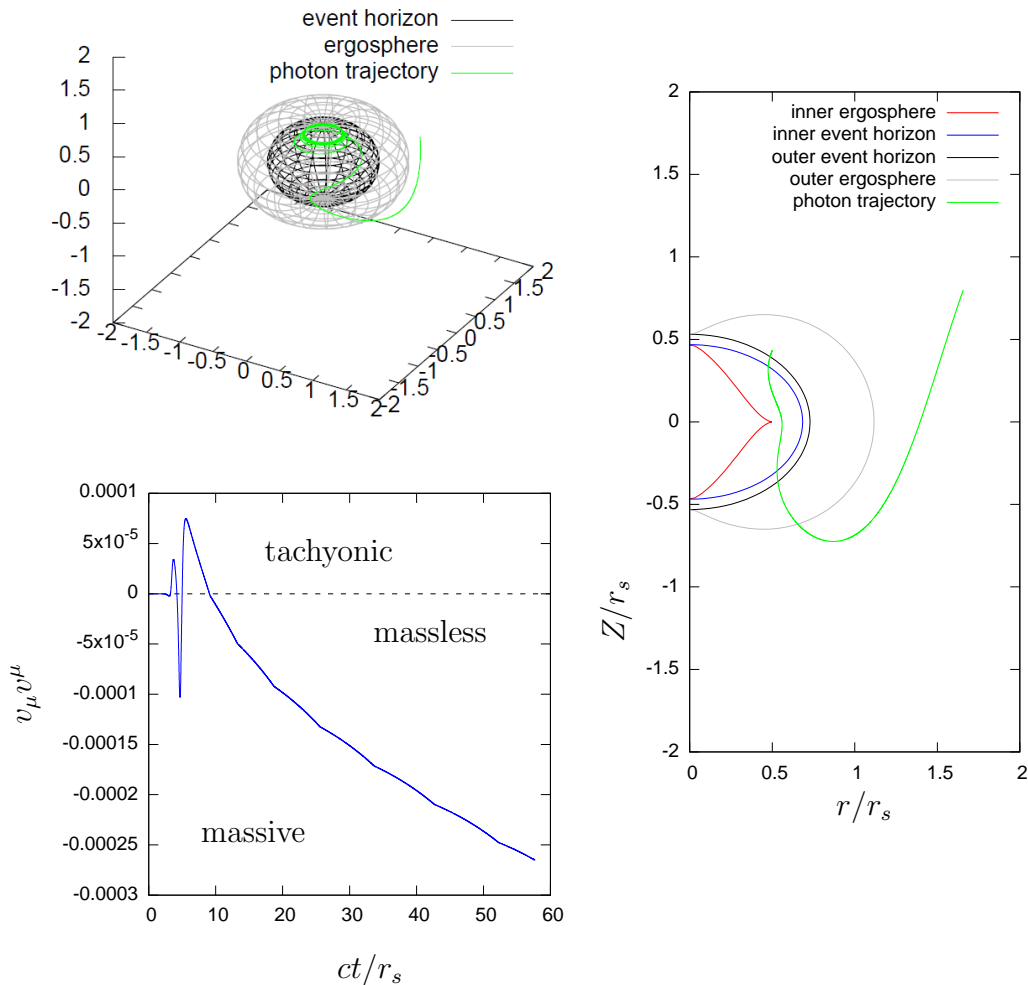 event horizon
ergosphere
photon trajectory
2
1.5
1
0.5
0
-0.5
-1
-1.5
-2
-2 -1.5 -1 -0.5 0 0.5 1 1.5 2
-2 -1.5 -1 -0.5 0 0.5 1 1.5 2
inner ergosphere
inner event horizon
outer event horizon
outer ergosphere
photon trajectory
2
1.5
1
0.5
0
-0.5
-1
-1.5
-2
0 0.5 1 1.5 2
Z/r_s
r/r_s
0.0001
5x10^-5
0
-5x10^-5
-0.0001
-0.00015
-0.0002
-0.00025
-0.0003
0 10 20 30 40 50 60
v_μ v^μ
tachyonic
massless
massive
ct/r_s